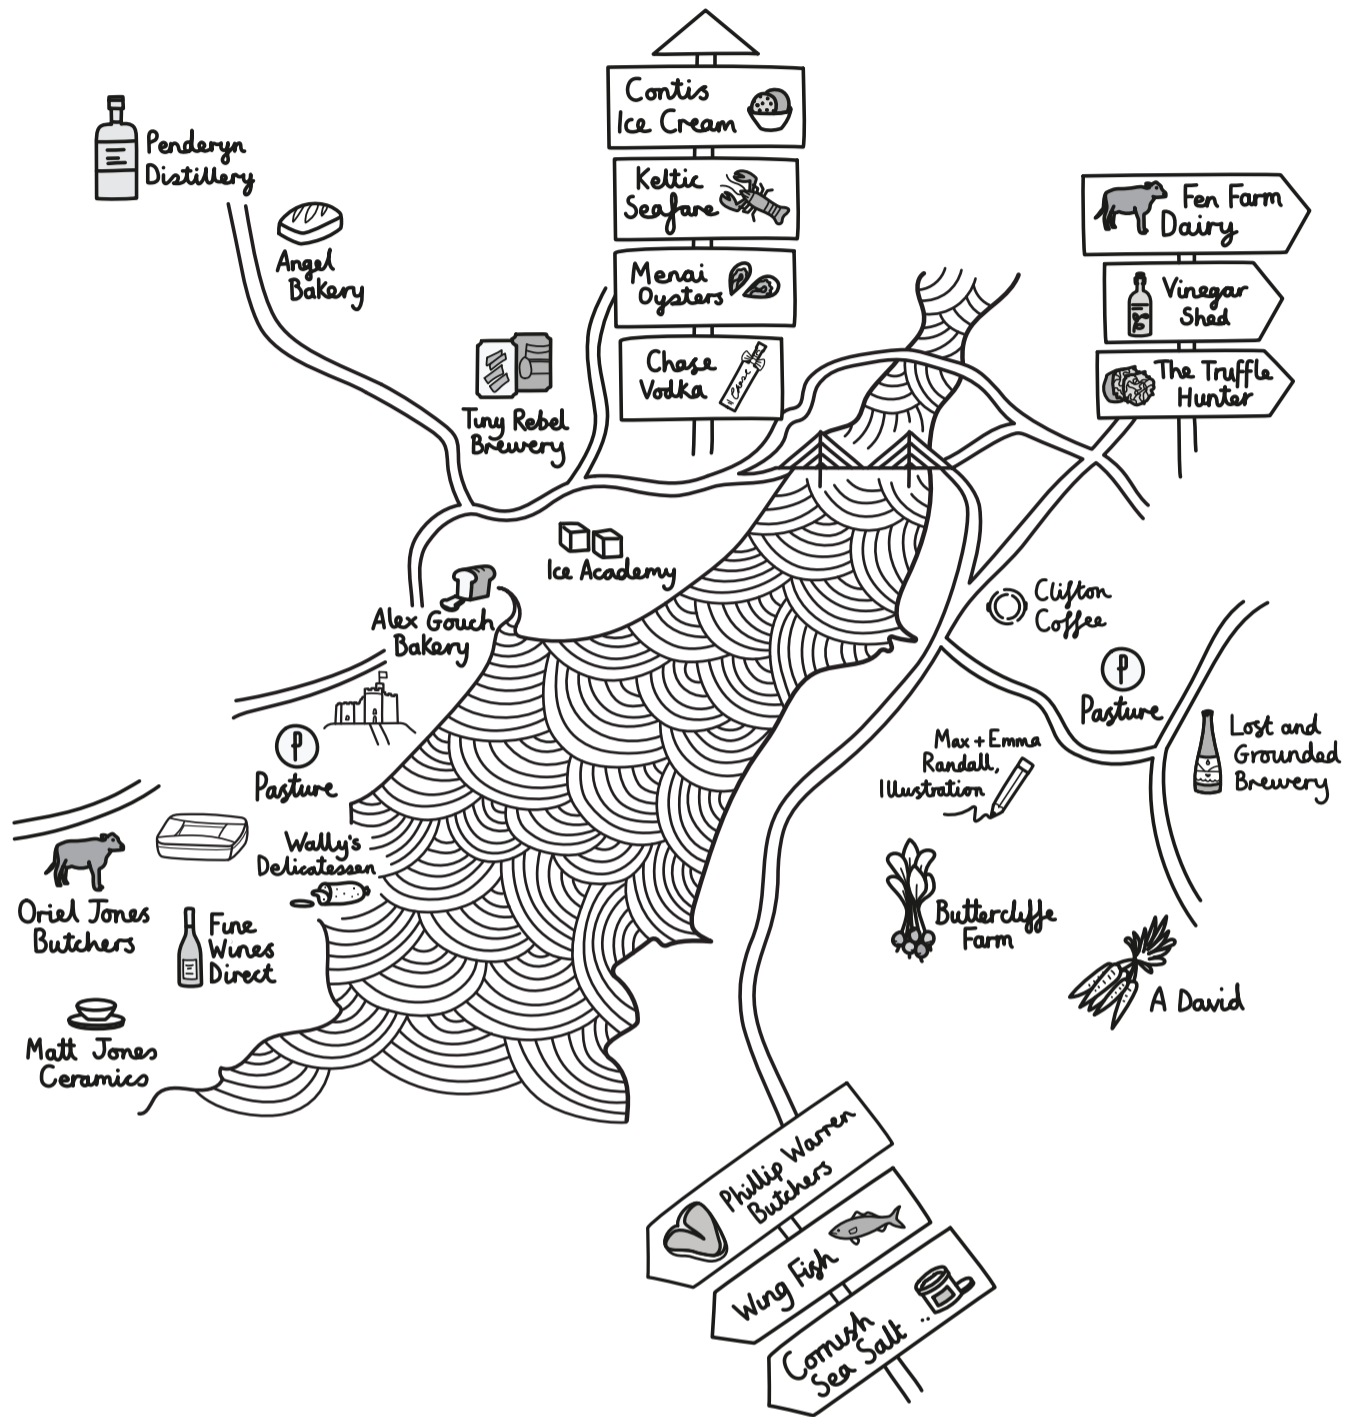 Contis
Ice Cream
Keltic
Seafare
Menai
Oysters
Chase
Vodka
Chase
Penderyn
Distillery
Angel
Bakery
Tiny Rebel
Brewery
Fen Farm
Dairy
Vinegar
Shed
The Truffle
Hunter
Ice Academy
Alex Gouch
Bakery
Clifton
Coffee
P
Pasture
P
Pasture
Max + Emma
Randall,
Illustration
Lost and
Grounded
Brewery
Wally's
Delicatessen
Oriel Jones
Butchers
Fine
Wines
Direct
Buttercliffe
Farm
A David
Matt Jones
Ceramics
Phillip Warren
Butchers
Wing Fish
Cornish
Sea Salt